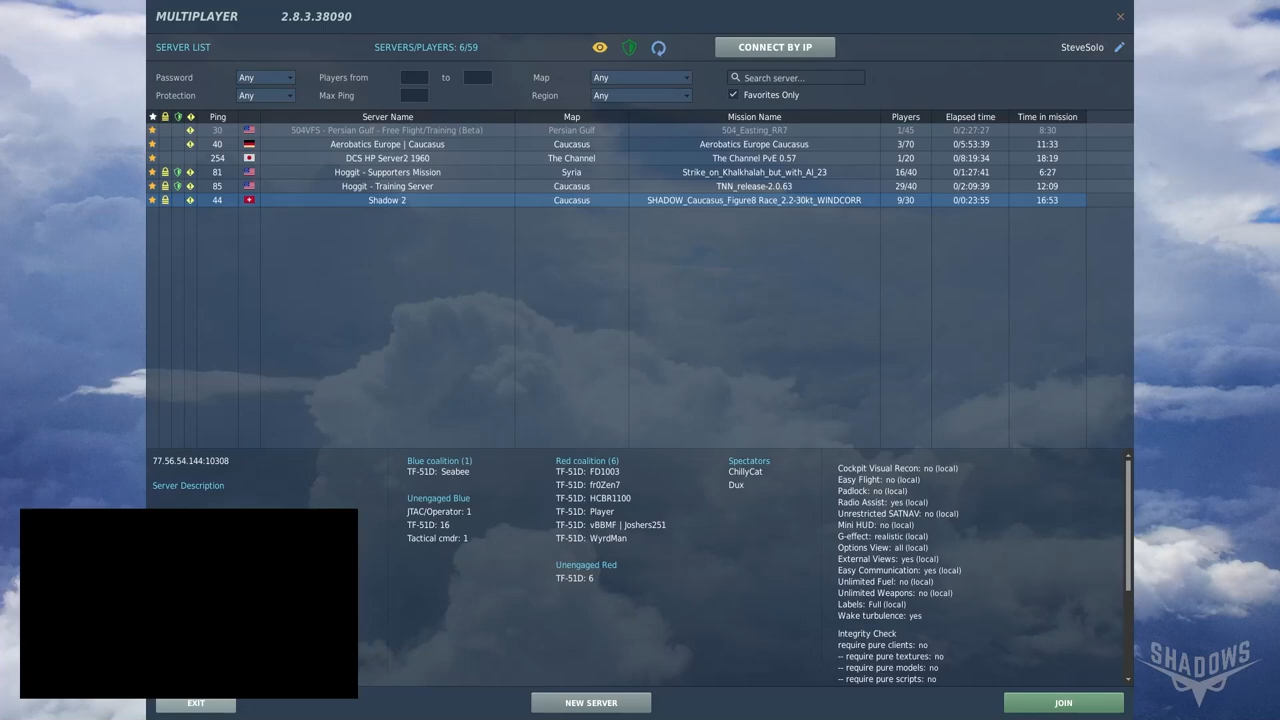 MULTIPLAYER 2.8.3.38090
SERVER LIST SERVERS/PLAYERS: 6/59 CONNECT BY IP SteveSolo
Password Any Players from to Map Any Search server...
Protection Any Max Ping Region Any Favorites Only
Ping Server Name Map Mission Name Players Elapsed time Time in mission
30 504VFS - Persian Gulf - Free Flight/Training (Beta) Persian Gulf 504_Easting_RR7 1/45 0/2:27:27 8:30
40 Aerobatics Europe | Caucasus Caucasus Aerobatics Europe Caucasus 3/70 0/5:53:39 11:33
254 DCS HP Server2 1960 The Channel The Channel PvE 0.57 1/20 0/8:19:34 18:19
81 Hoggit - Supporters Mission Syria Strike_on_Khalkhalah_but_with_AI_23 16/40 0/1:27:41 6:27
85 Hoggit - Training Server Caucasus TNN_release-2.0.63 29/40 0/2:09:39 12:09
44 Shadow 2 Caucasus SHADOW_Caucasus_Figure8 Race_2.2-30kt_WINDCORR 9/30 0/0:23:55 16:53
77.56.54.144:10308
Server Description
Blue coalition (1)
TF-51D: Seabee
Unengaged Blue
JTAC/Operator: 1
TF-51D: 16
Tactical cmdr: 1
Red coalition (6)
TF-51D: FD1003
TF-51D: fr0Zen7
TF-51D: HCBR1100
TF-51D: Player
TF-51D: vBBMF | Joshers251
TF-51D: WyrdMan
Unengaged Red
TF-51D: 6
Spectators
ChillyCat
Dux
Cockpit Visual Recon: no (local)
Easy Flight: no (local)
Padlock: no (local)
Radio Assist: yes (local)
Unrestricted SATNAV: no (local)
Mini HUD: no (local)
G-effect: realistic (local)
Options View: all (local)
External Views: yes (local)
Easy Communication: yes (local)
Unlimited Fuel: no (local)
Unlimited Weapons: no (local)
Labels: Full (local)
Wake turbulence: yes
Integrity Check
require pure clients: no
-- require pure textures: no
-- require pure models: no
-- require pure scripts: no
SHADOWS
EXIT NEW SERVER JOIN